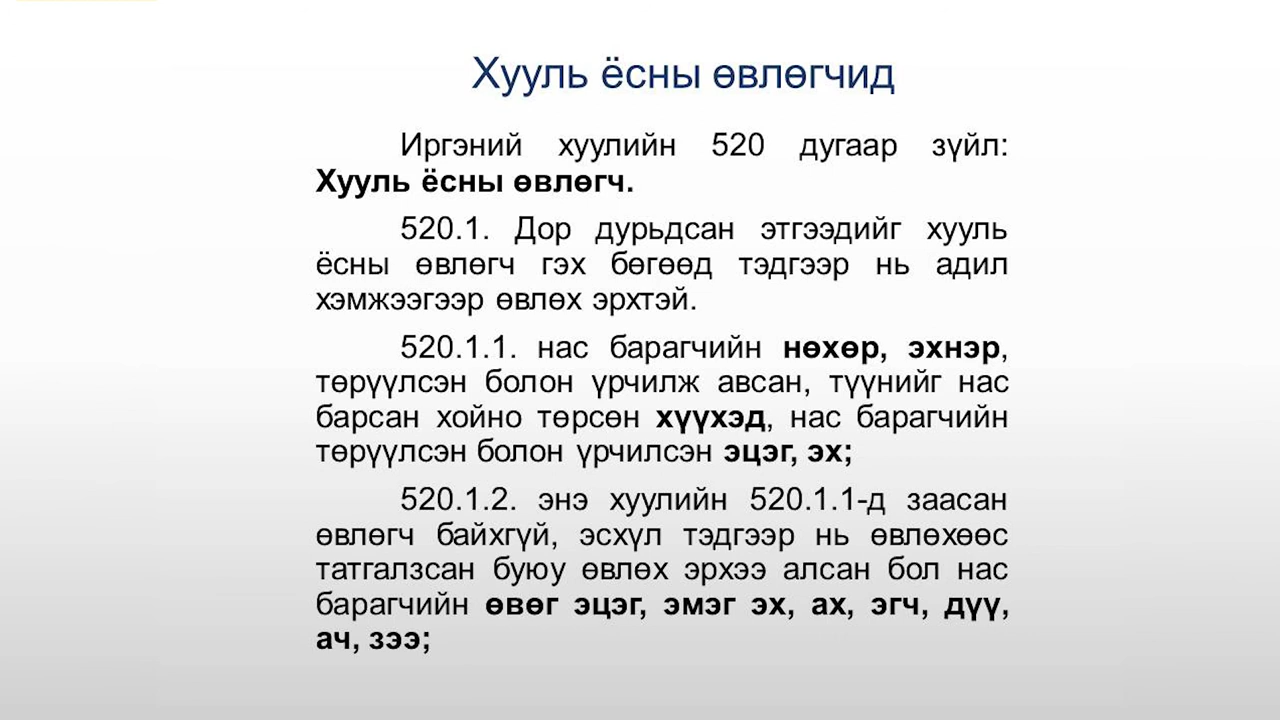 Хууль ёсны өвлөгчид
Иргэний хуулийн 520 дугаар зүйл:
Хууль ёсны өвлөгч.
520.1. Дор дурьдсан этгээдийг хууль
ёсны өвлөгч гэх бөгөөд тэдгээр нь адил
хэмжээгээр өвлөх эрхтэй.
520.1.1. нас барагчийн нөхөр, эхнэр,
төрүүлсэн болон үрчилж авсан, түүнийг нас
барсан хойно төрсөн хүүхэд, нас барагчийн
төрүүлсэн болон үрчилсэн эцэг, эх;
520.1.2. энэ хуулийн 520.1.1-д заасан
өвлөгч байхгүй, эсхүл тэдгээр нь өвлөхөөс
татгалзсан буюу өвлөх эрхээ алсан бол нас
барагчийн өвөг эцэг, эмэг эх, ах, эгч, дүү,
ач, зээ;